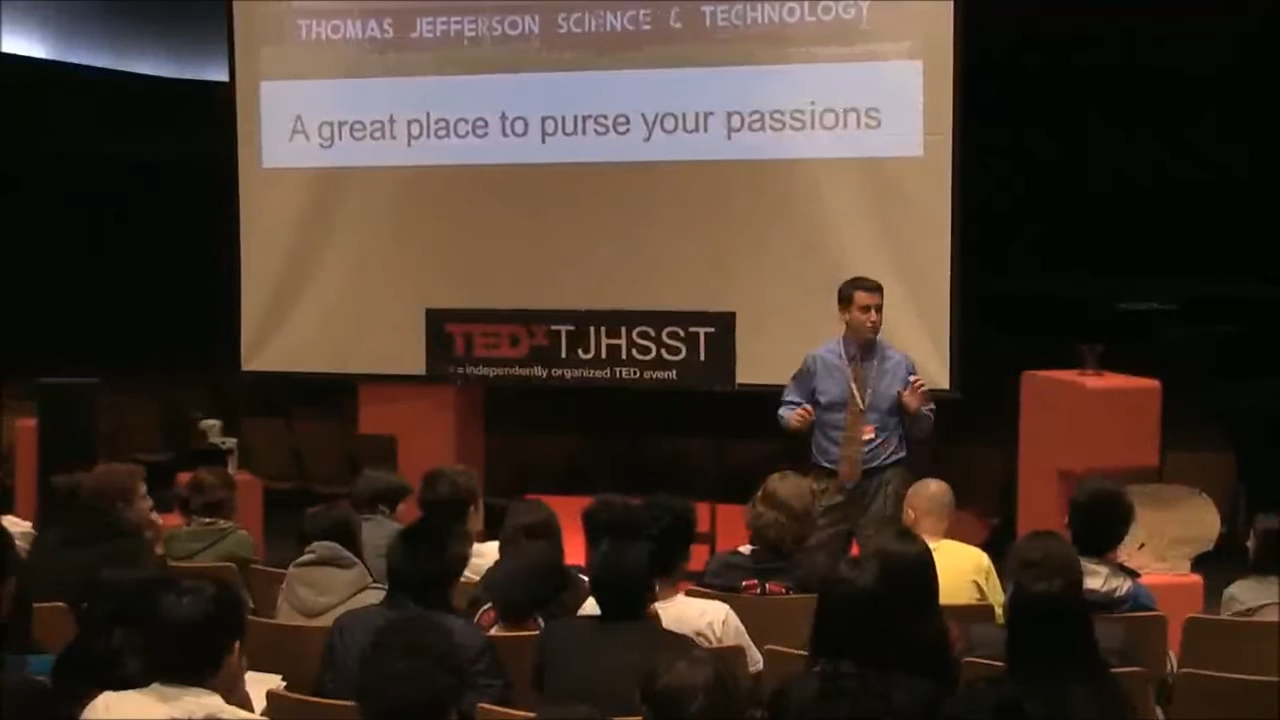 THOMAS JEFFERSON SCIENCE & TECHNOLOGY
A great place to purse your passions
TEDxTJHSST
x = independently organized TED event